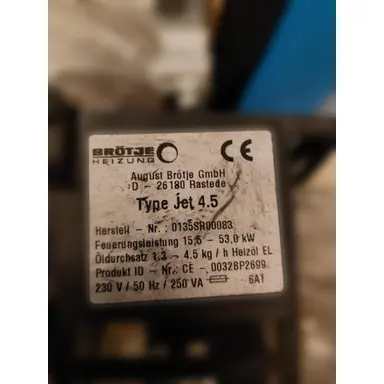 BRÖTJE
HEIZUNG
CE
August Brötje GmbH
D - 26180 Rastede
Type Jet 4.5
Herstell - Nr.: 0135SR00083
Feuerungsleistung 15,5 - 53,0 kW
Öldurchsatz 1,3 - 4.5 kg / h Heizöl EL
Produkt ID - Nr.: CE - 0032BP2699
230 V / 50 Hz / 250 VA 6AT